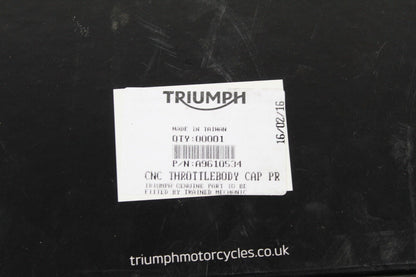 TRIUMPH
MADE IN TAIWAN
QTY:00001
P/N:A9610534
CNC THROTTLEBODY CAP PR
TRIUMPH GENUINE PART TO BE
FITTED BY TRAINED MECHANIC
16/02/16
triumphmotorcycles.co.uk